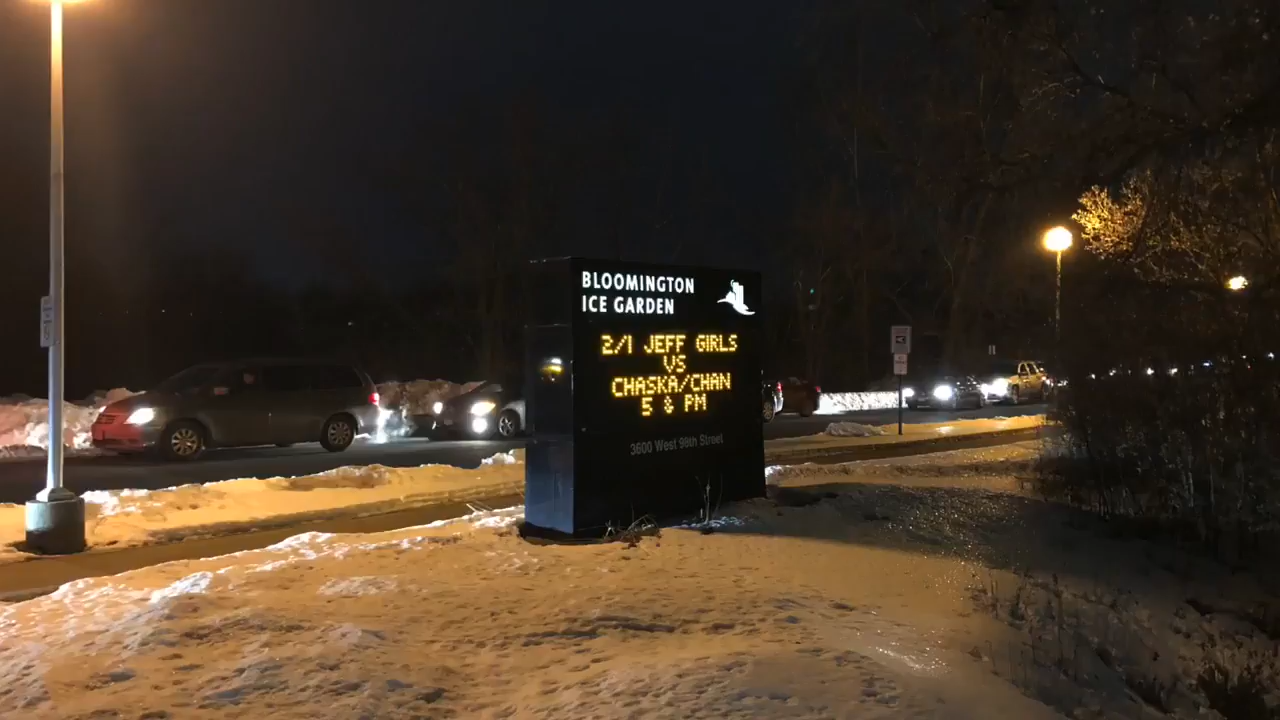 BLOOMINGTON
ICE GARDEN
2/1 JEFF GIRLS
VS
CHASKA/CHAN
5 & PM
3600 West 98th Street